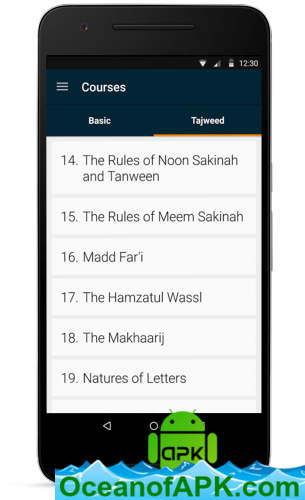 12:30
Courses
Basic Tajweed
14. The Rules of Noon Sakinah
and Tanween
15. The Rules of Meem Sakinah
16. Madd Far'i
17. The Hamzatul Wassl
18. The Makhaarij
19. Natures of Letters
APK
OceanofAPK.com